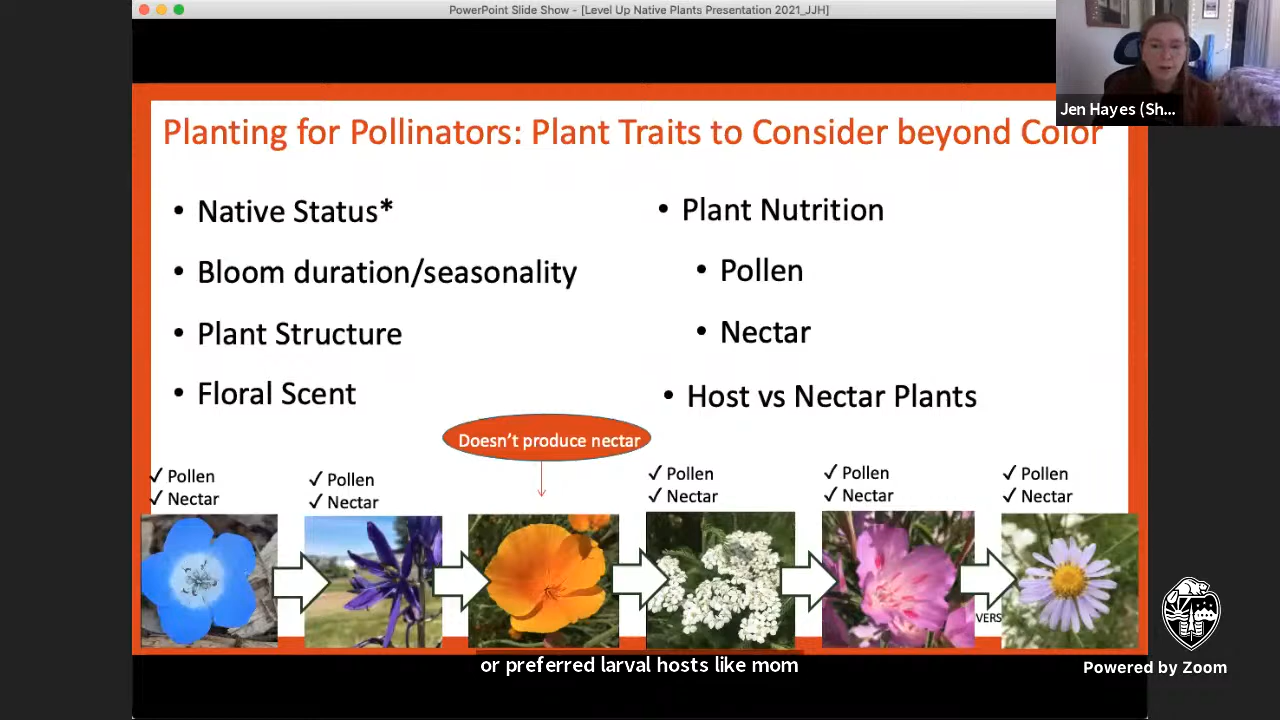 PowerPoint Slide Show - [Level Up Native Plants Presentation 2021_JJH]
Jen Hayes (Sh...
Planting for Pollinators: Plant Traits to Consider beyond Color
• Native Status*
• Bloom duration/seasonality
• Plant Structure
• Floral Scent
• Plant Nutrition
• Pollen
• Nectar
• Host vs Nectar Plants
Doesn't produce nectar
✓ Pollen
✓ Nectar
✓ Pollen
✓ Nectar
✓ Pollen
✓ Nectar
✓ Pollen
✓ Nectar
✓ Pollen
✓ Nectar
VERS
or preferred larval hosts like mom
Powered by Zoom